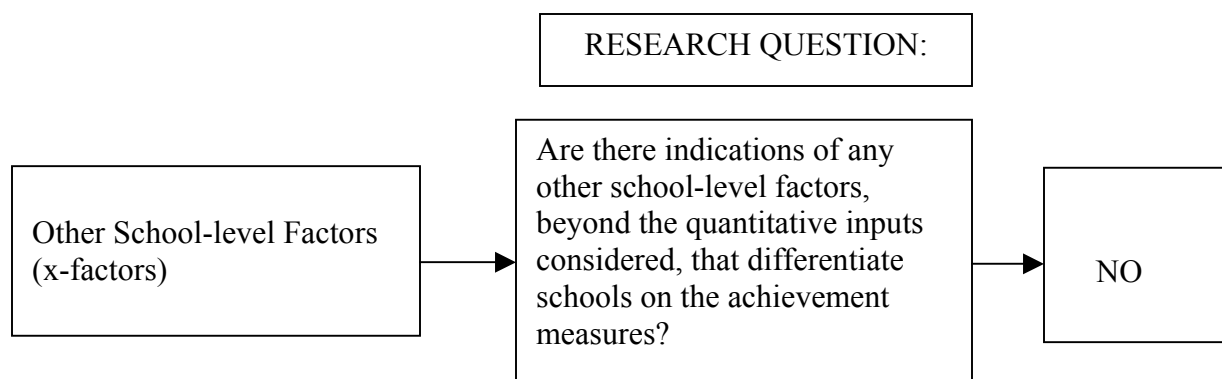 RESEARCH QUESTION:
Other School-level Factors
(x-factors)
Are there indications of any
other school-level factors,
beyond the quantitative inputs
considered, that differentiate
schools on the achievement
measures?
NO